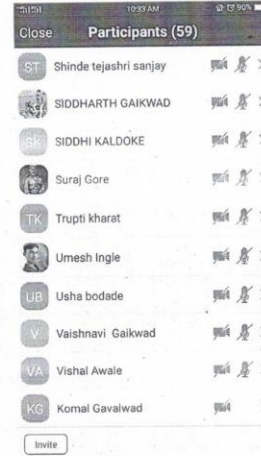 10:33 AM 90%
Close Participants (59)
ST Shinde tejashri sanjay
SIDDHARTH GAIKWAD
SK SIDDHI KALDOKE
Suraj Gore
TK Trupti kharat
Umesh Ingle
UB Usha bodade
V Vaishnavi Gaikwad
VA Vishal Awale
KG Komal Gavalwad
Invite